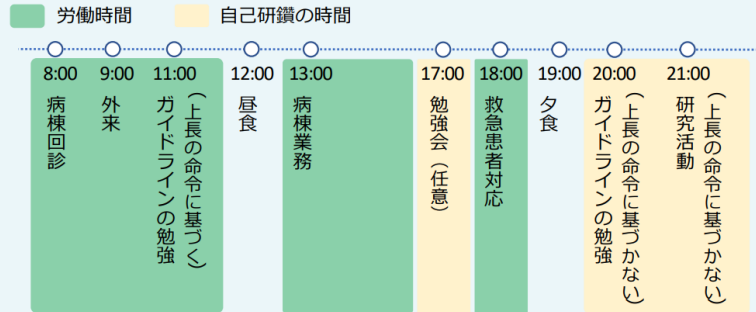 労働時間
自己研鑽の時間
8:00
9:00
11:00
12:00
13:00
17:00
18:00
19:00
20:00
21:00
病棟回診
外来
（上長の命令に基づく）
ガイドラインの勉強
昼食
病棟業務
勉強会（任意）
救急患者対応
夕食
（上長の命令に基づかない）
ガイドラインの勉強
（上長の命令に基づかない）
研究活動